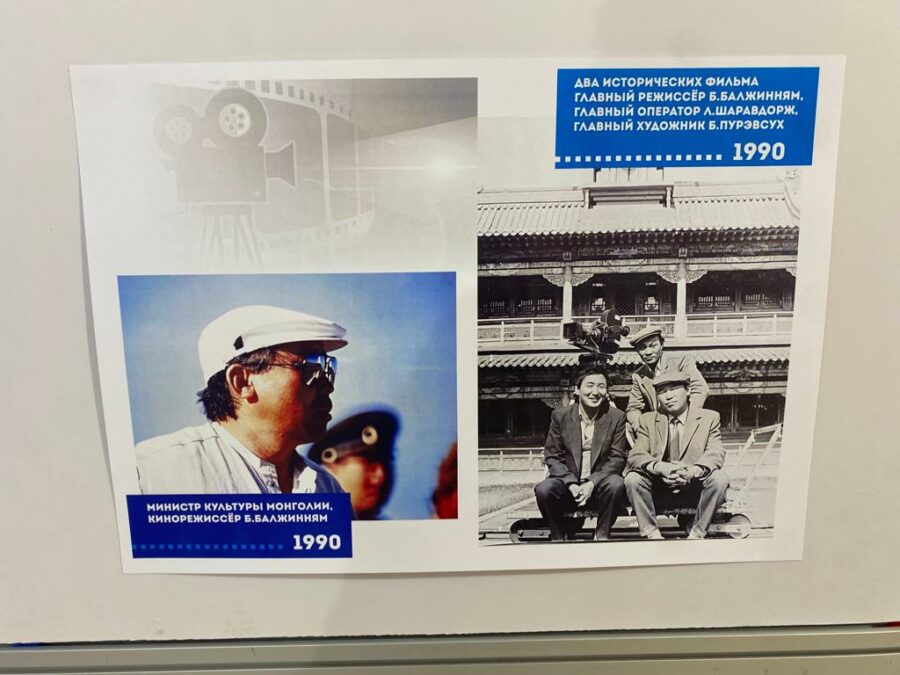 ДВА ИСТОРИЧЕСКИХ ФИЛЬМА
ГЛАВНЫЙ РЕЖИССЁР Б.БАЛЖИННЯМ,
ГЛАВНЫЙ ОПЕРАТОР Л.ШАРАВДОРЖ,
ГЛАВНЫЙ ХУДОЖНИК Б.ПУРЭВСУХ
1990
МИНИСТР КУЛЬТУРЫ МОНГОЛИИ,
КИНОРЕЖИССЁР Б.БАЛЖИННЯМ
1990